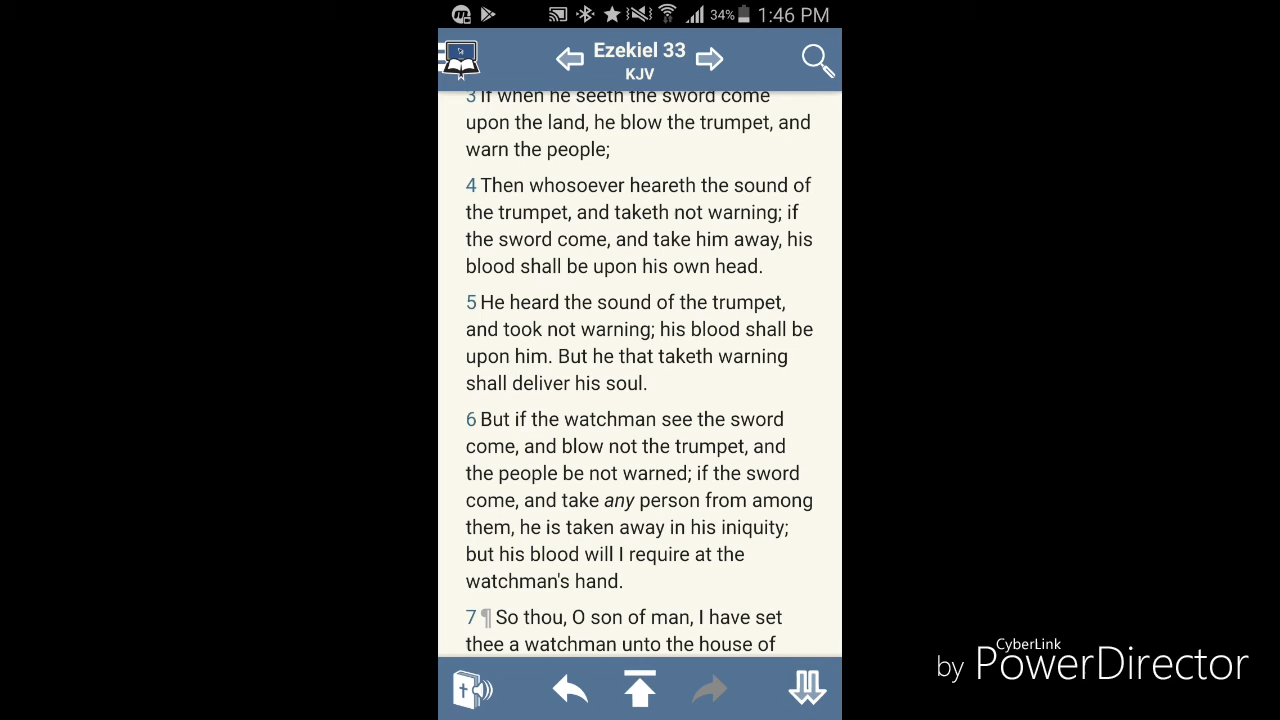 34% 1:46 PM
Ezekiel 33
KJV
3 If when he seeth the sword come
upon the land, he blow the trumpet, and
warn the people;
4 Then whosoever heareth the sound of
the trumpet, and taketh not warning; if
the sword come, and take him away, his
blood shall be upon his own head.
5 He heard the sound of the trumpet,
and took not warning; his blood shall be
upon him. But he that taketh warning
shall deliver his soul.
6 But if the watchman see the sword
come, and blow not the trumpet, and
the people be not warned; if the sword
come, and take any person from among
them, he is taken away in his iniquity;
but his blood will I require at the
watchman's hand.
7 ¶ So thou, O son of man, I have set
thee a watchman unto the house of
CyberLink
by PowerDirector